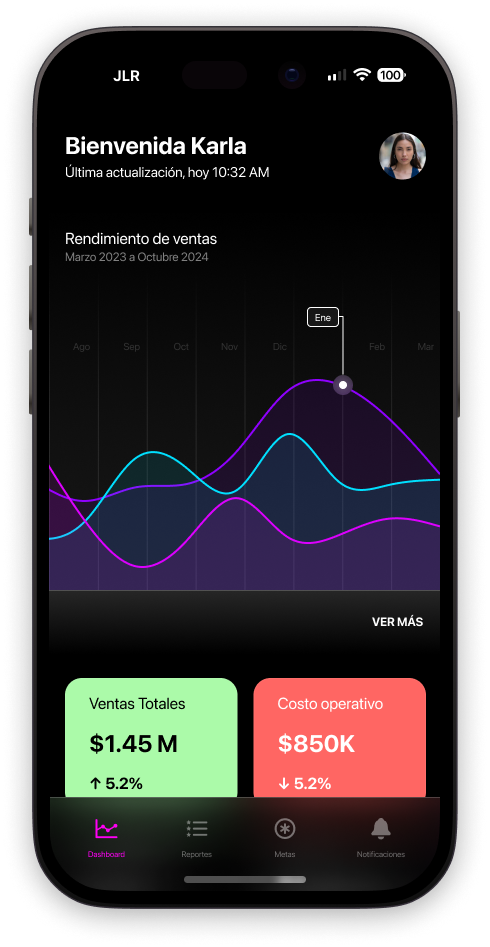 JLR
100
Bienvenida Karla
Última actualización, hoy 10:32 AM
Rendimiento de ventas
Marzo 2023 a Octubre 2024
Ene
Ago Sep Oct Nov Dic Feb Mar
VER MÁS
Ventas Totales
$1.45 M
↑ 5.2%
Costo operativo
$850K
↓ 5.2%
Dashboard Reportes Metas Notificaciones